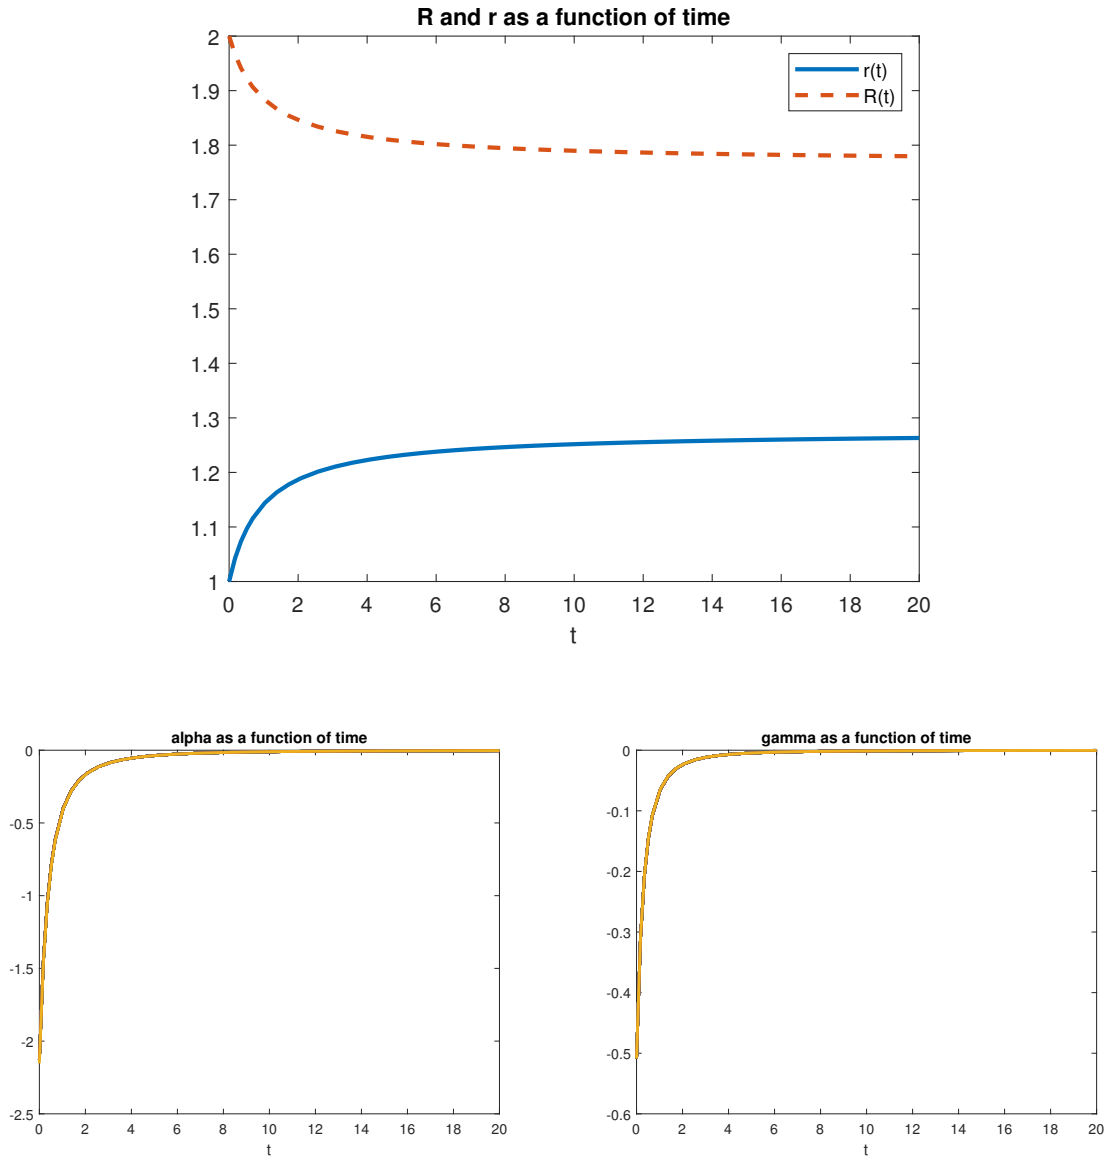 R and r as a function of time
2
1.9
1.8
1.7
1.6
1.5
1.4
1.3
1.2
1.1
1
r(t)
R(t)
0 2 4 6 8 10 12 14 16 18 20
t
alpha as a function of time
0
-0.5
-1
-1.5
-2
-2.5
0 2 4 6 8 10 12 14 16 18 20
t
gamma as a function of time
0
-0.1
-0.2
-0.3
-0.4
-0.5
-0.6
0 2 4 6 8 10 12 14 16 18 20
t